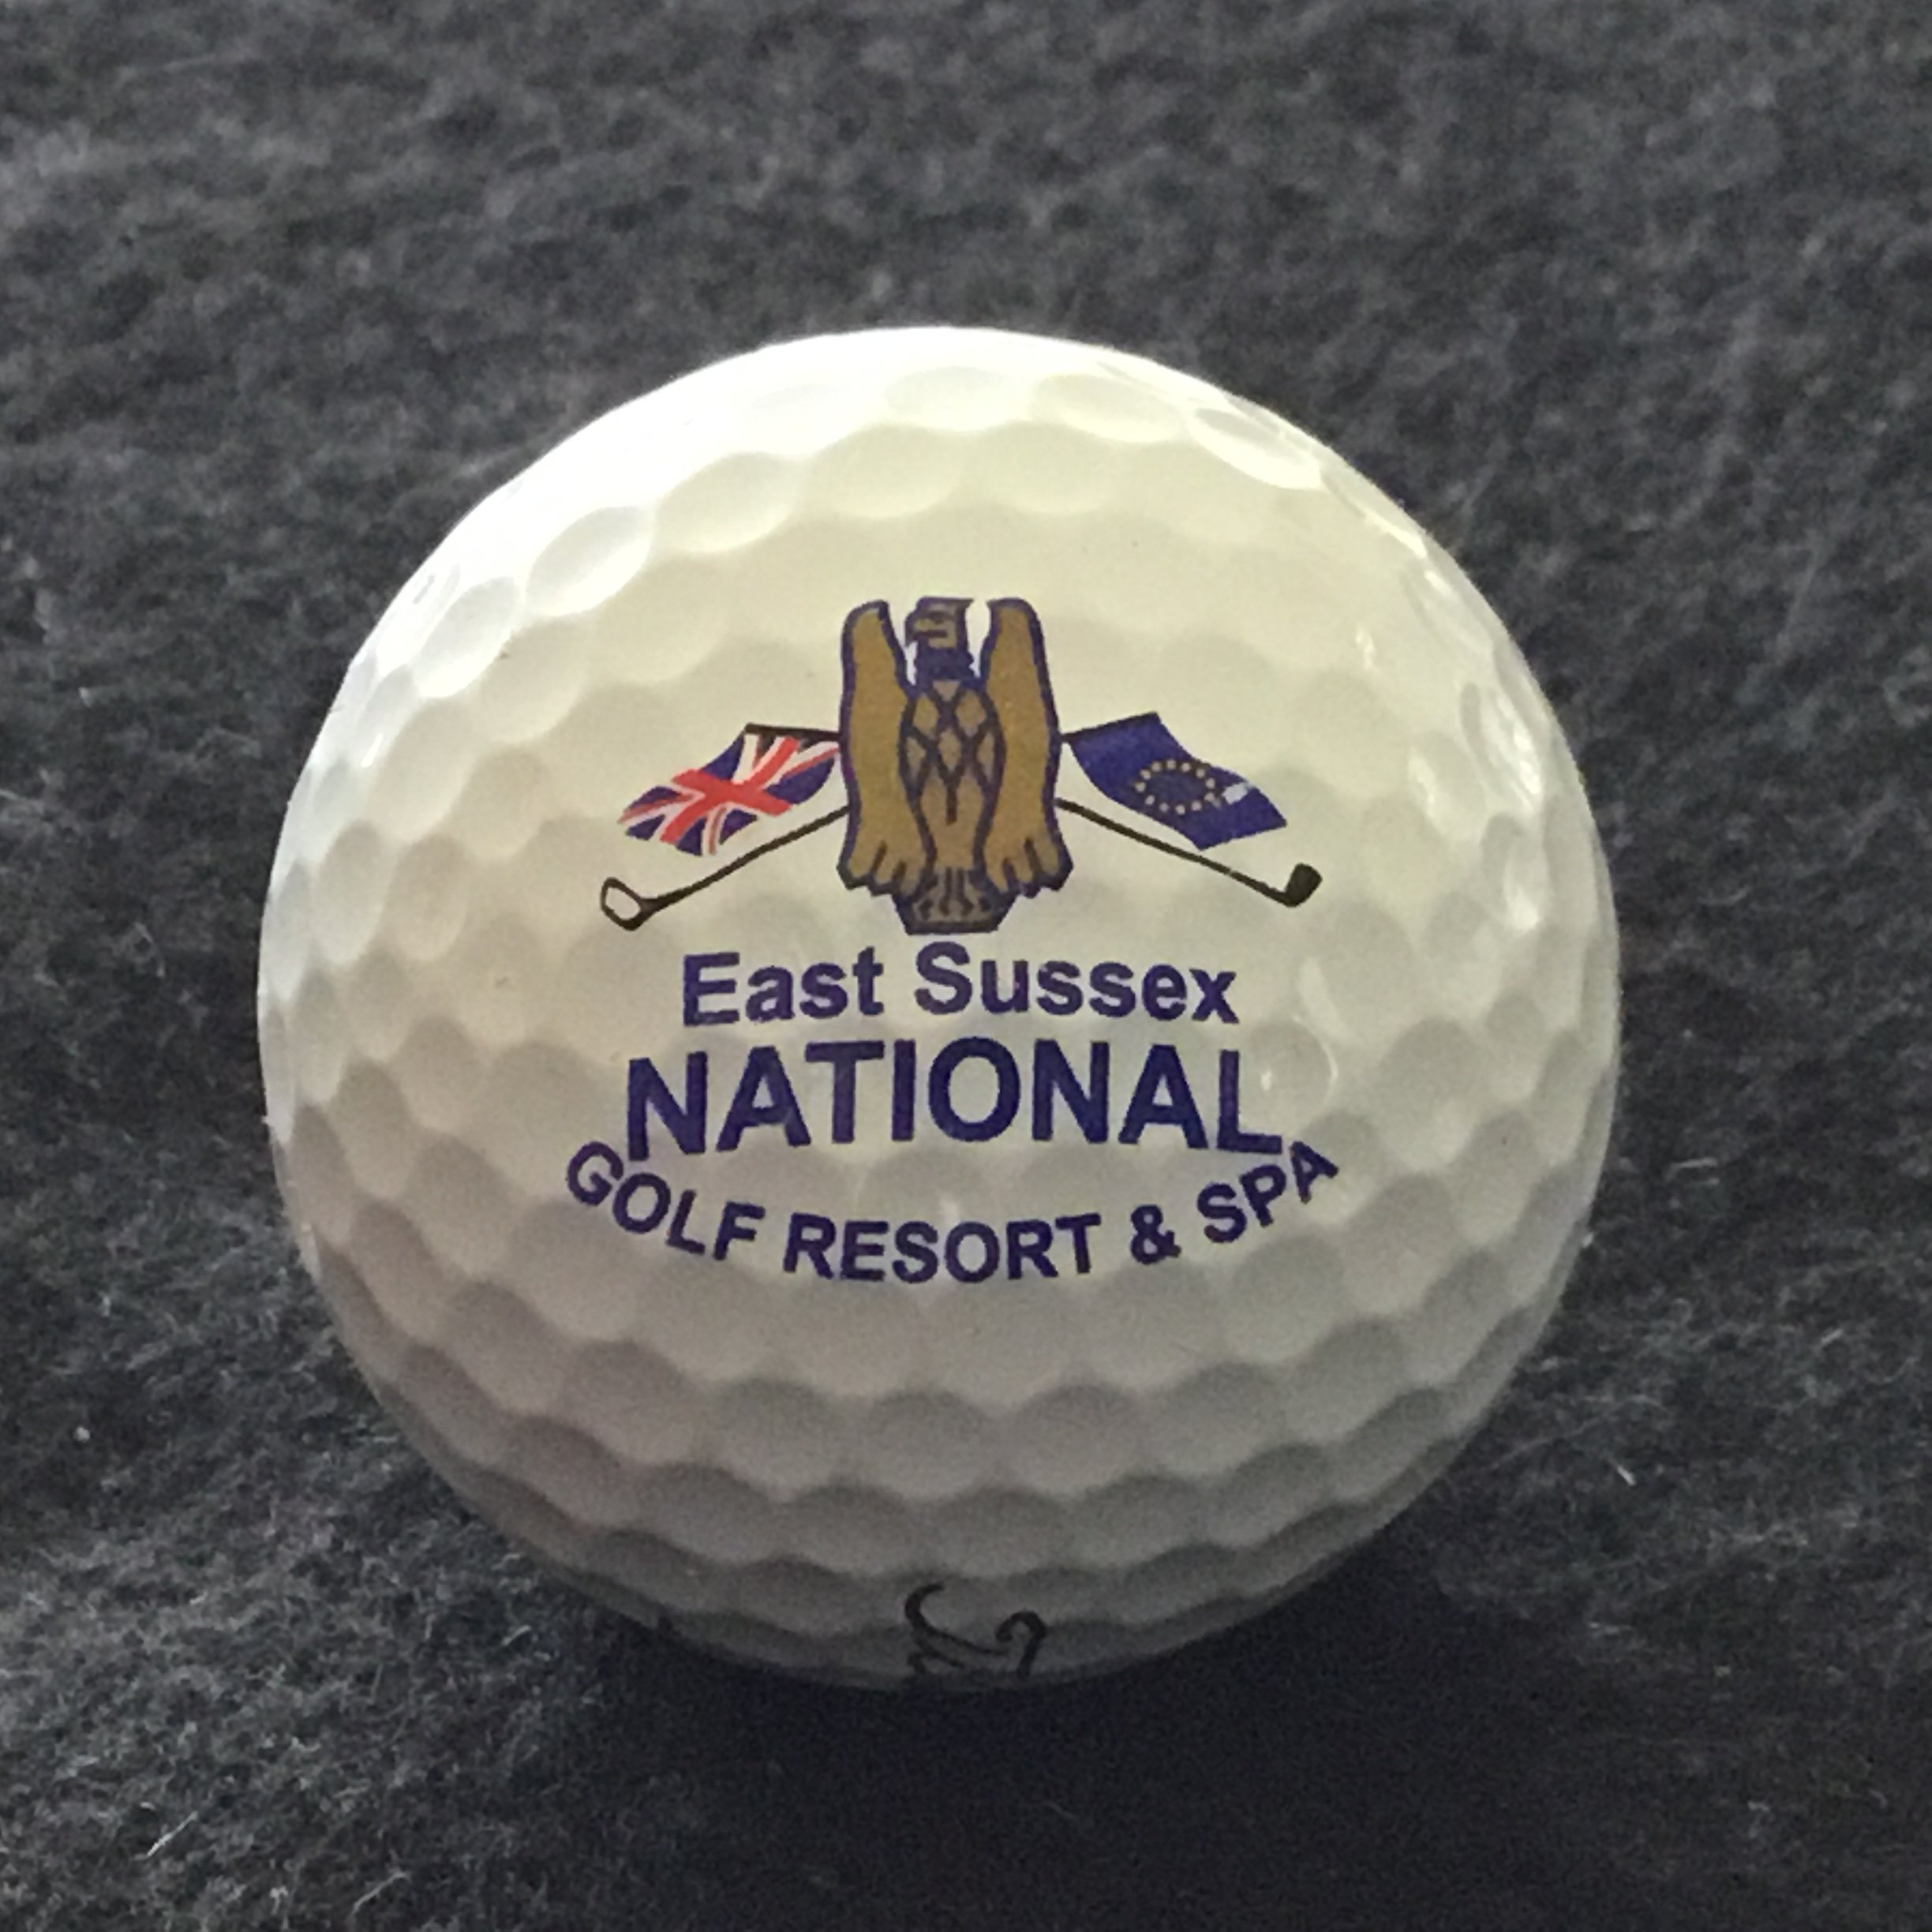 East Sussex
NATIONAL
GOLF RESORT & SPA